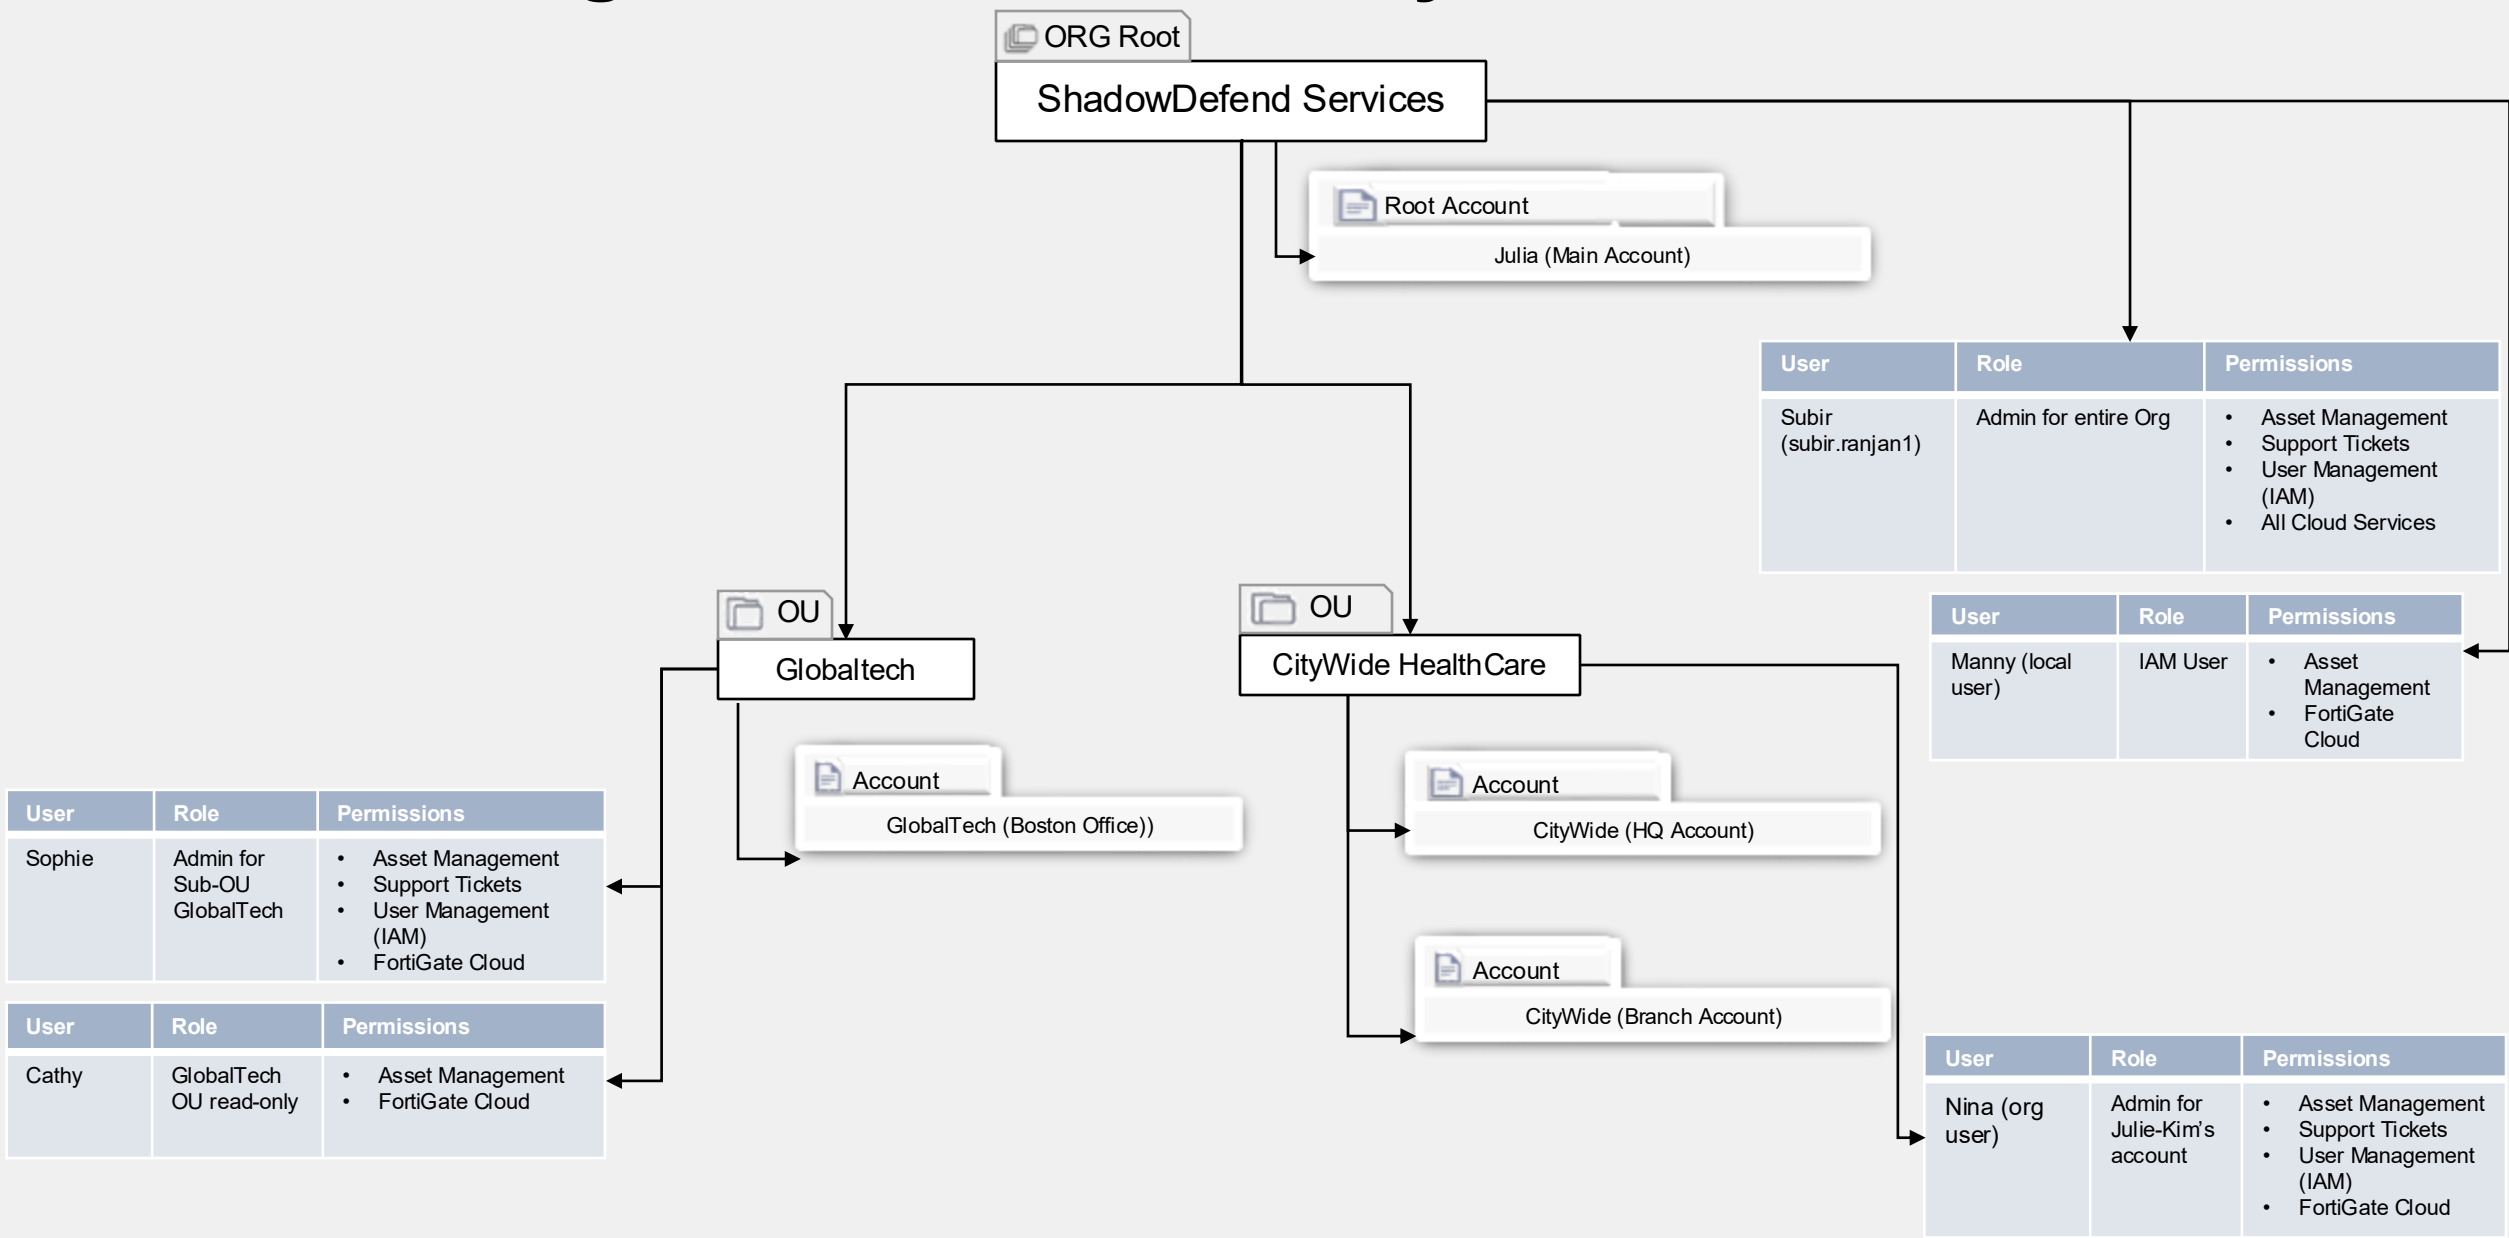 ORG Root
ShadowDefend Services
Root Account
Julia (Main Account)
User Role Permissions
Subir
(subir.ranjan1)
Admin for entire Org
• Asset Management
• Support Tickets
• User Management
(IAM)
• All Cloud Services
OU
Globaltech
OU
CityWide HealthCare
User Role Permissions
Manny (local
user)
IAM User
• Asset
Management
• FortiGate
Cloud
Account
GlobalTech (Boston Office))
Account
CityWide (HQ Account)
Account
CityWide (Branch Account)
User Role Permissions
Sophie
Admin for
Sub-OU
GlobalTech
• Asset Management
• Support Tickets
• User Management
(IAM)
• FortiGate Cloud
User Role Permissions
Cathy
GlobalTech
OU read-only
• Asset Management
• FortiGate Cloud
User Role Permissions
Nina (org
user)
Admin for
Julie-Kim's
account
• Asset Management
• Support Tickets
• User Management
(IAM)
• FortiGate Cloud